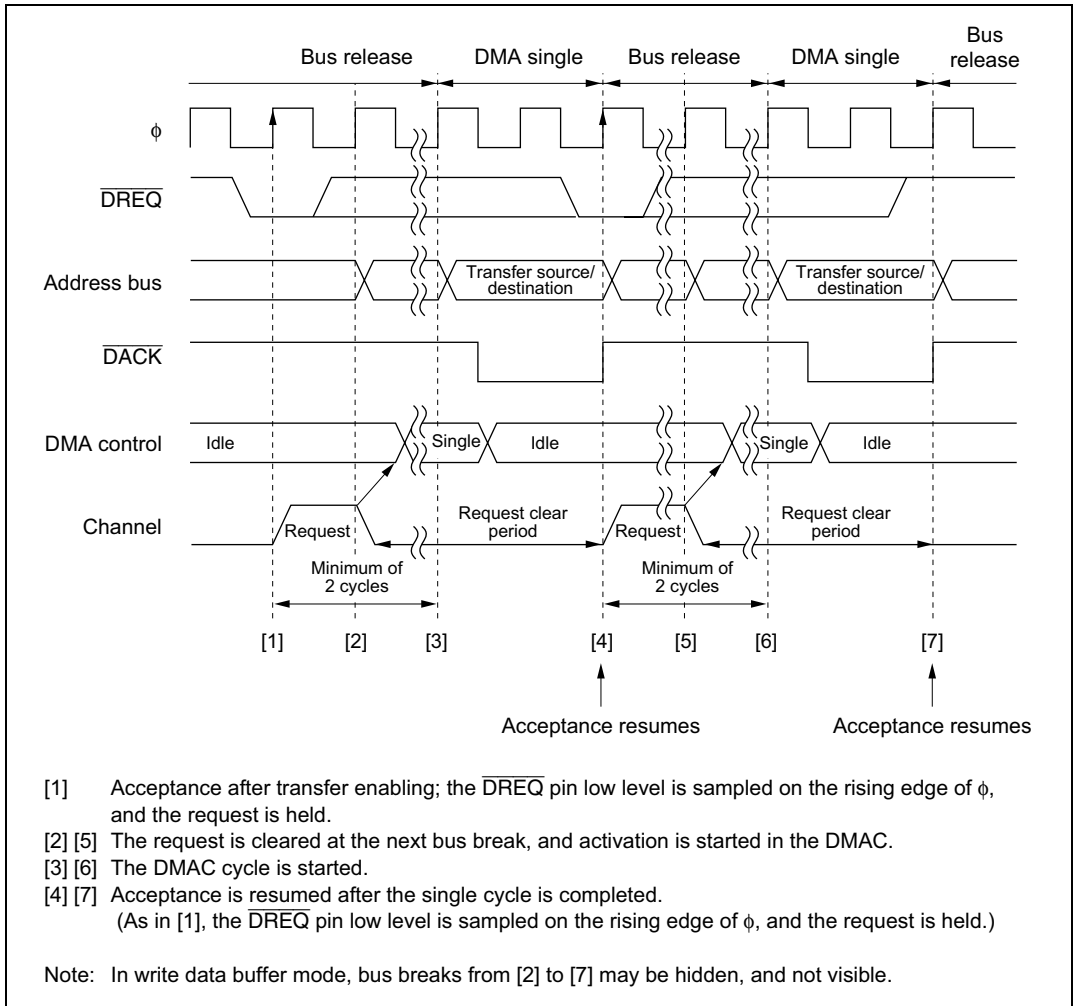 Bus release
DMA single
Bus release
DMA single
Bus
release
ϕ
DREQ
Address bus
Transfer source/
destination
Transfer source/
destination
DACK
DMA control
Idle
Single
Idle
Single
Idle
Channel
Request
Request clear
period
Request
Request clear
period
Minimum of
2 cycles
Minimum of
2 cycles
[1] [2] [3] [4] [5] [6] [7]
Acceptance resumes
Acceptance resumes
[1] Acceptance after transfer enabling; the DREQ pin low level is sampled on the rising edge of ϕ,
and the request is held.
[2] [5] The request is cleared at the next bus break, and activation is started in the DMAC.
[3] [6] The DMAC cycle is started.
[4] [7] Acceptance is resumed after the single cycle is completed.
(As in [1], the DREQ pin low level is sampled on the rising edge of ϕ, and the request is held.)
Note: In write data buffer mode, bus breaks from [2] to [7] may be hidden, and not visible.